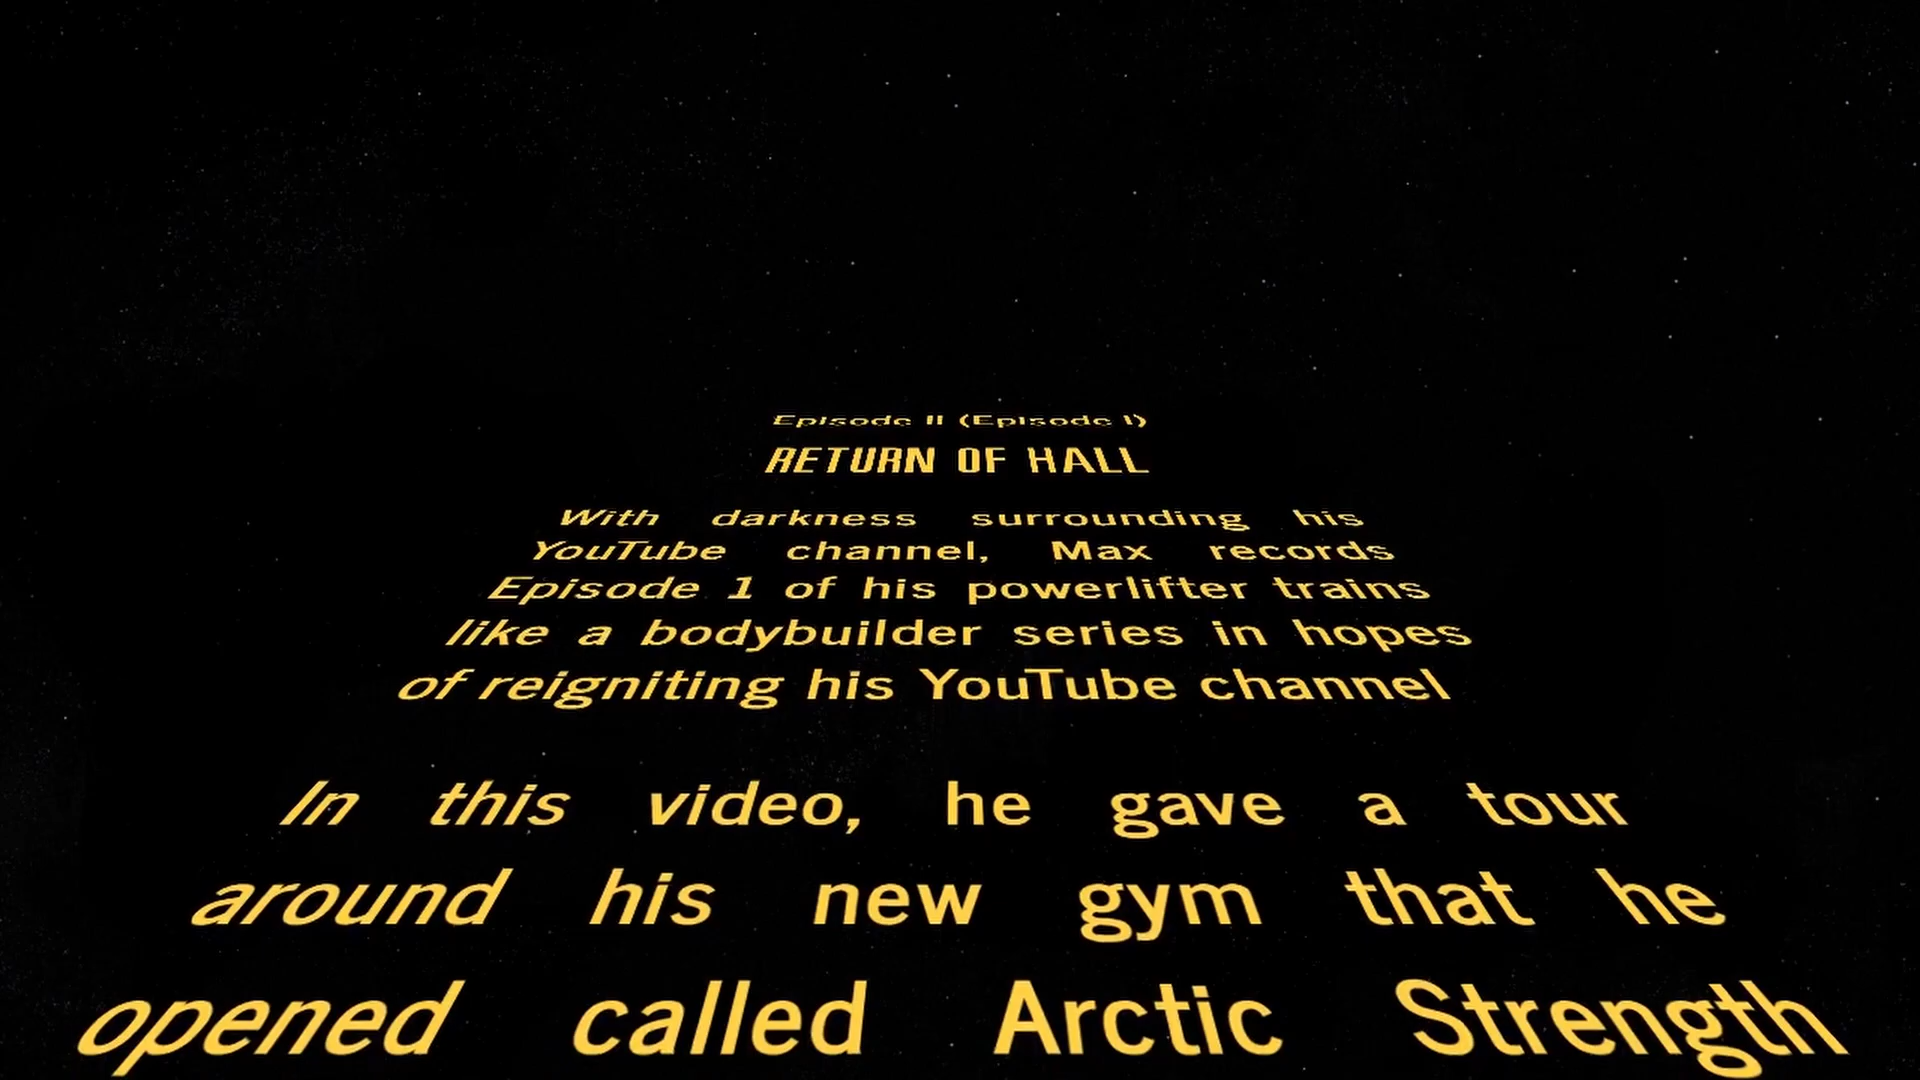 Episode II (Episode I)
RETURN OF HALL
With darkness surrounding his
YouTube channel, Max records
Episode 1 of his powerlifter trains
like a bodybuilder series in hopes
of reigniting his YouTube channel
In this video, he gave a tour
around his new gym that he
opened called Arctic Strength